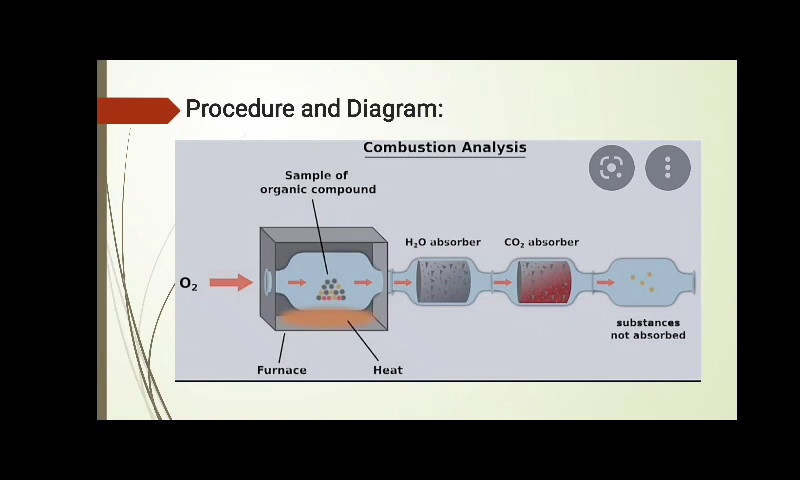 Procedure and Diagram:
Combustion Analysis
Sample of
organic compound
H₂O absorber
CO₂ absorber
O₂
substances
not absorbed
Furnace
Heat